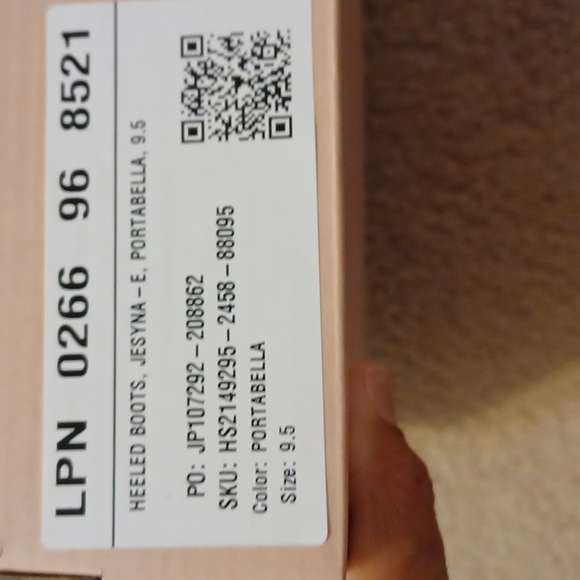 LPN 0266 96 8521
HEELED BOOTS, JESYNA-E, PORTABELLA, 9.5
PO: JP107292-208862
SKU: HS2149295-2458-88095
Color: PORTABELLA
Size: 9.5